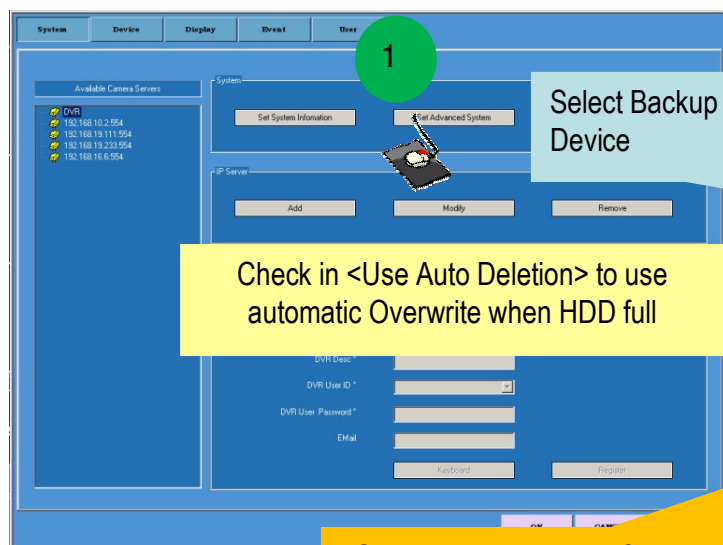 System Device Display Event User
1
Available Camera Servers
DVR
192.168.10.2:554
192.168.19.111:554
192.168.19.233:554
192.168.16.6:554
System
Set System Infomation
Set Advanced System
Select Backup
Device
IP Server
Add
Modify
Remove
Check in <Use Auto Deletion> to use
automatic Overwrite when HDD full
DVR Desc *
DVR User ID *
DVR User Password *
EMail
Keyboard
Register